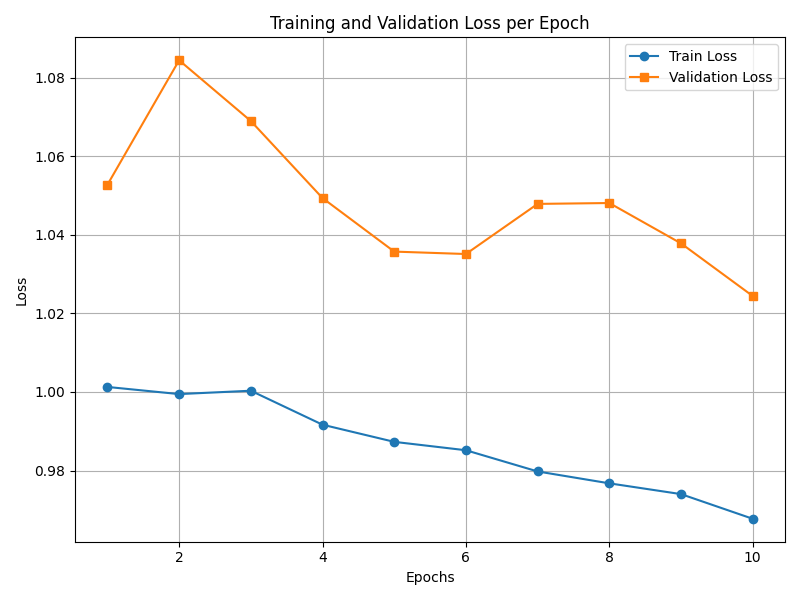 Training and Validation Loss per Epoch
Train Loss
Validation Loss
1.08
1.06
1.04
1.02
1.00
0.98
Loss
2 4 6 8 10
Epochs